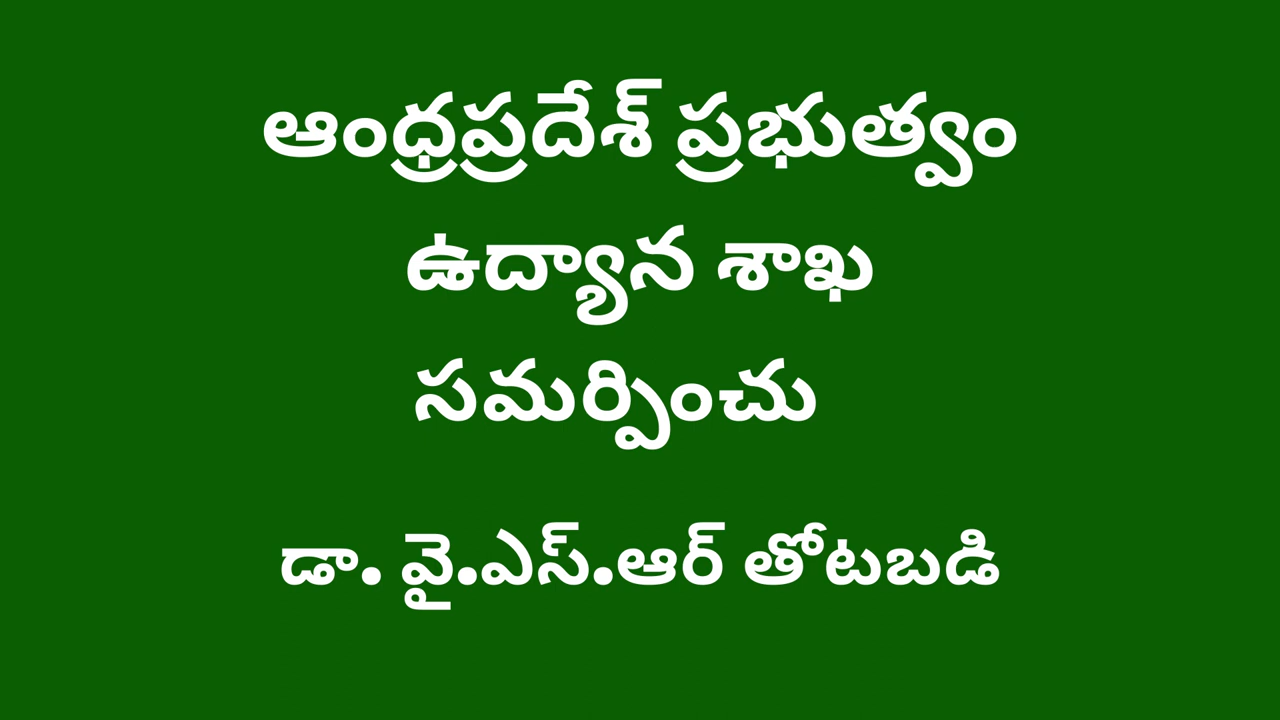 ఆంధ్రప్రదేశ్ ప్రభుత్వం
ఉద్యాన శాఖ
సమర్పించు
డా. వై.ఎస్.ఆర్ తోటబడి